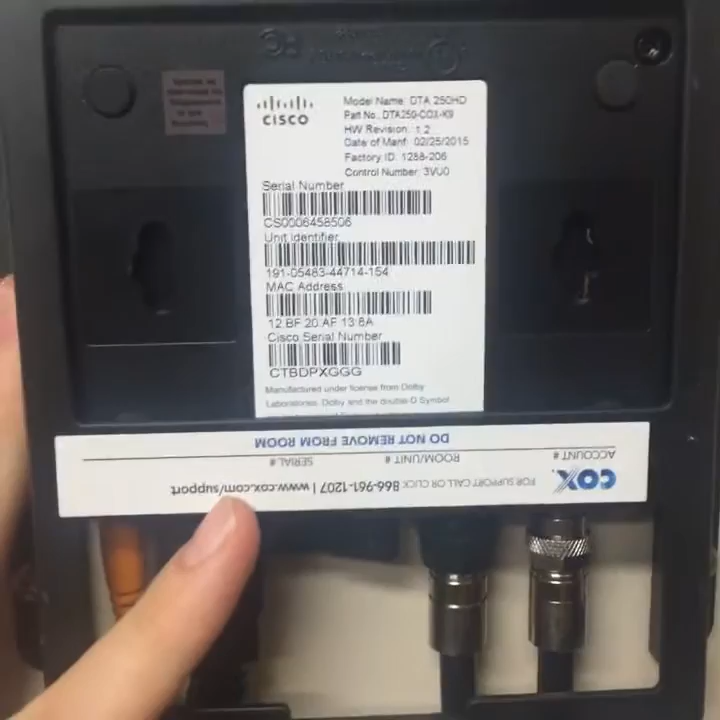 CISCO
Model Name: DTA 250HD
Part No.: DTA250-COX-K9
HW Revision: 1.2
Date of Manf: 02/25/2015
Factory ID: 1288-206
Control Number: 3VU0
Serial Number
CS0006458506
Unit Identifier
191-05483-44714-154
MAC Address
12:BF:20:AF:13:8A
Cisco Serial Number
CTBDPXGGG
Manufactured under license from Dolby
Laboratories. Dolby and the double-D Symbol
COX
FOR SUPPORT CALL OR CLICK 866-961-1207 | www.cox.com/support
ACCOUNT # ROOM/UNIT # SERIAL #
DO NOT REMOVE FROM ROOM